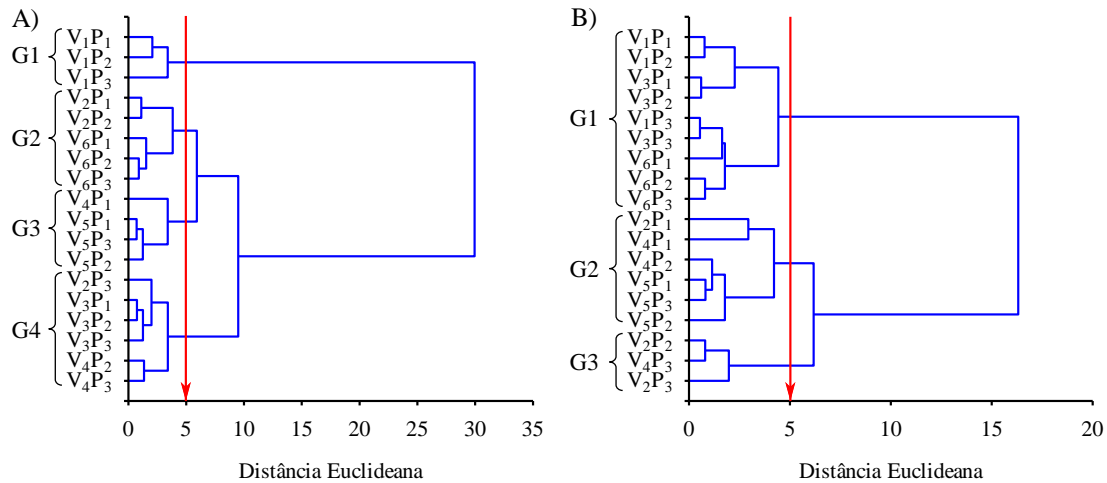 A)
G1
V₁P₁
V₁P₂
V₁P₃
G2
V₂P₁
V₂P₂
V₆P₁
V₆P₂
V₆P₃
G3
V₄P₁
V₅P₁
V₅P₃
V₅P₂
G4
V₂P₃
V₃P₁
V₃P₂
V₃P₃
V₄P₂
V₄P₃
0 5 10 15 20 25 30 35
Distância Euclideana
B)
G1
V₁P₁
V₁P₂
V₃P₁
V₃P₂
V₁P₃
V₃P₃
V₆P₁
V₆P₂
V₆P₃
G2
V₂P₁
V₄P₁
V₄P₂
V₅P₁
V₅P₃
V₅P₂
G3
V₂P₂
V₄P₃
V₂P₃
0 5 10 15 20
Distância Euclideana